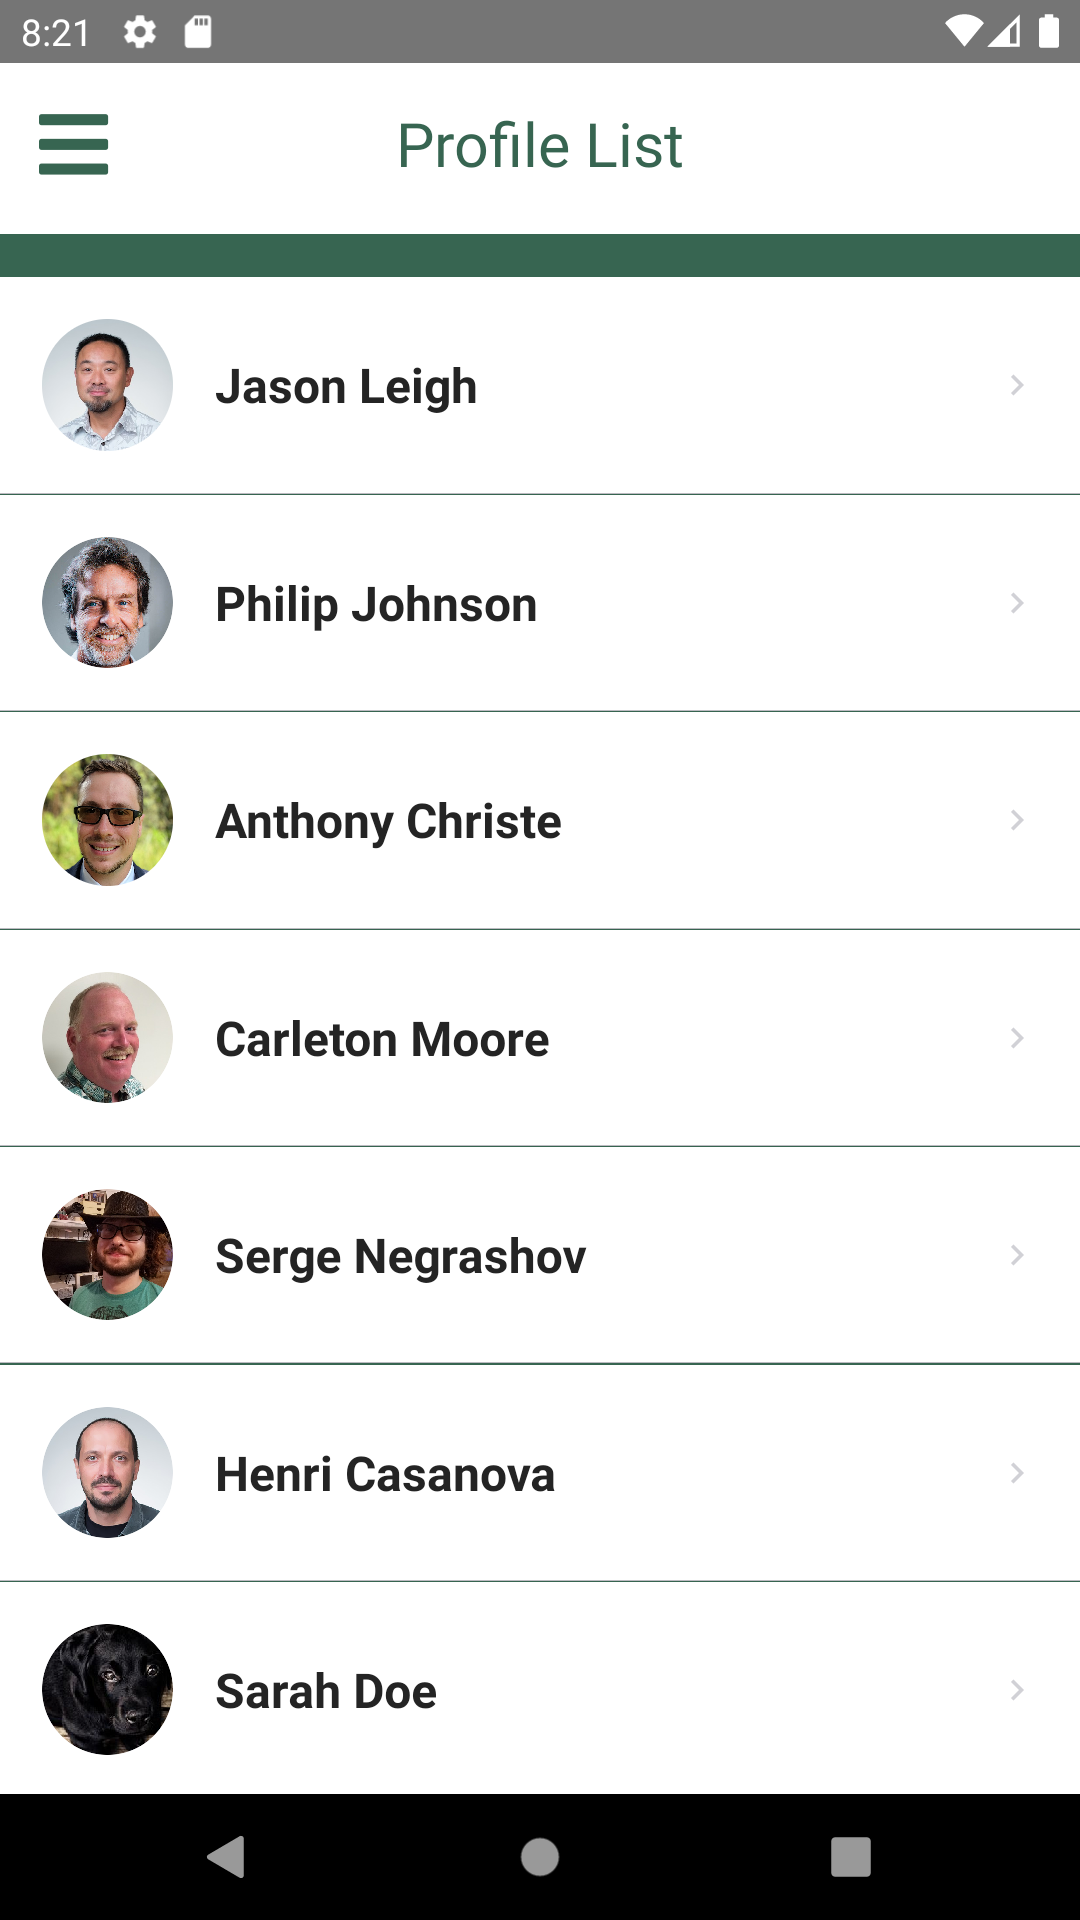 8:21
Profile List
Jason Leigh
Philip Johnson
Anthony Christe
Carleton Moore
Serge Negrashov
Henri Casanova
Sarah Doe